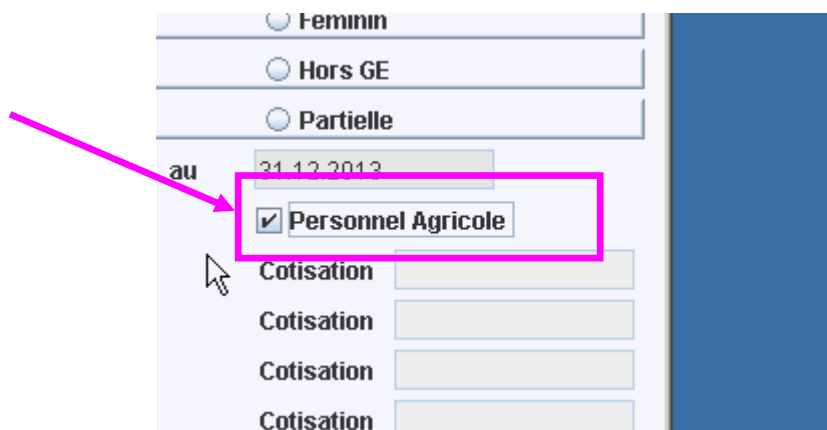 Feminin
Hors GE
Partielle
au 31.12.2013
Personnel Agricole
Cotisation
Cotisation
Cotisation
Cotisation